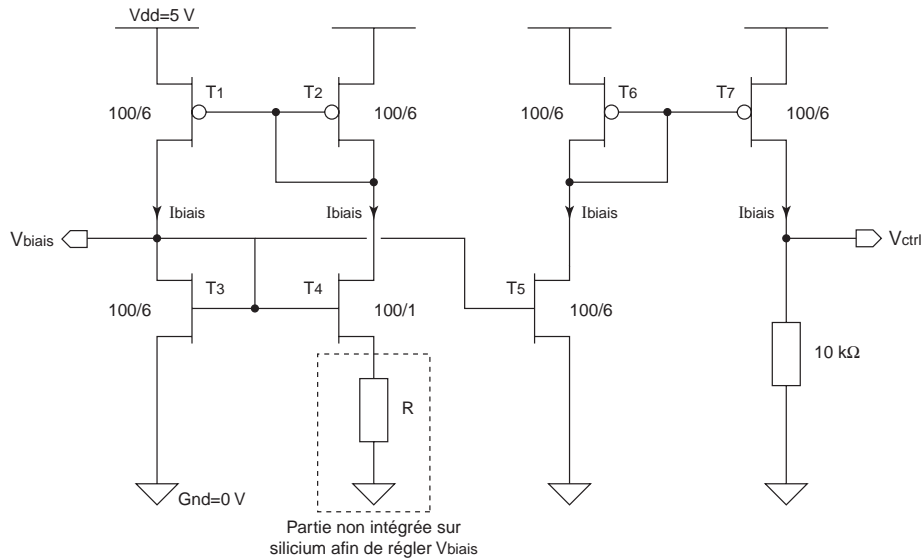 Vdd=5 V
T1
T2
T6
T7
100/6
100/6
100/6
100/6
Ibiais
Ibiais
Ibiais
Ibiais
Vbiais
Vctrl
T3
T4
T5
100/6
100/1
100/6
10 kΩ
R
Gnd=0 V
Partie non intégrée sur
silicium afin de régler Vbiais